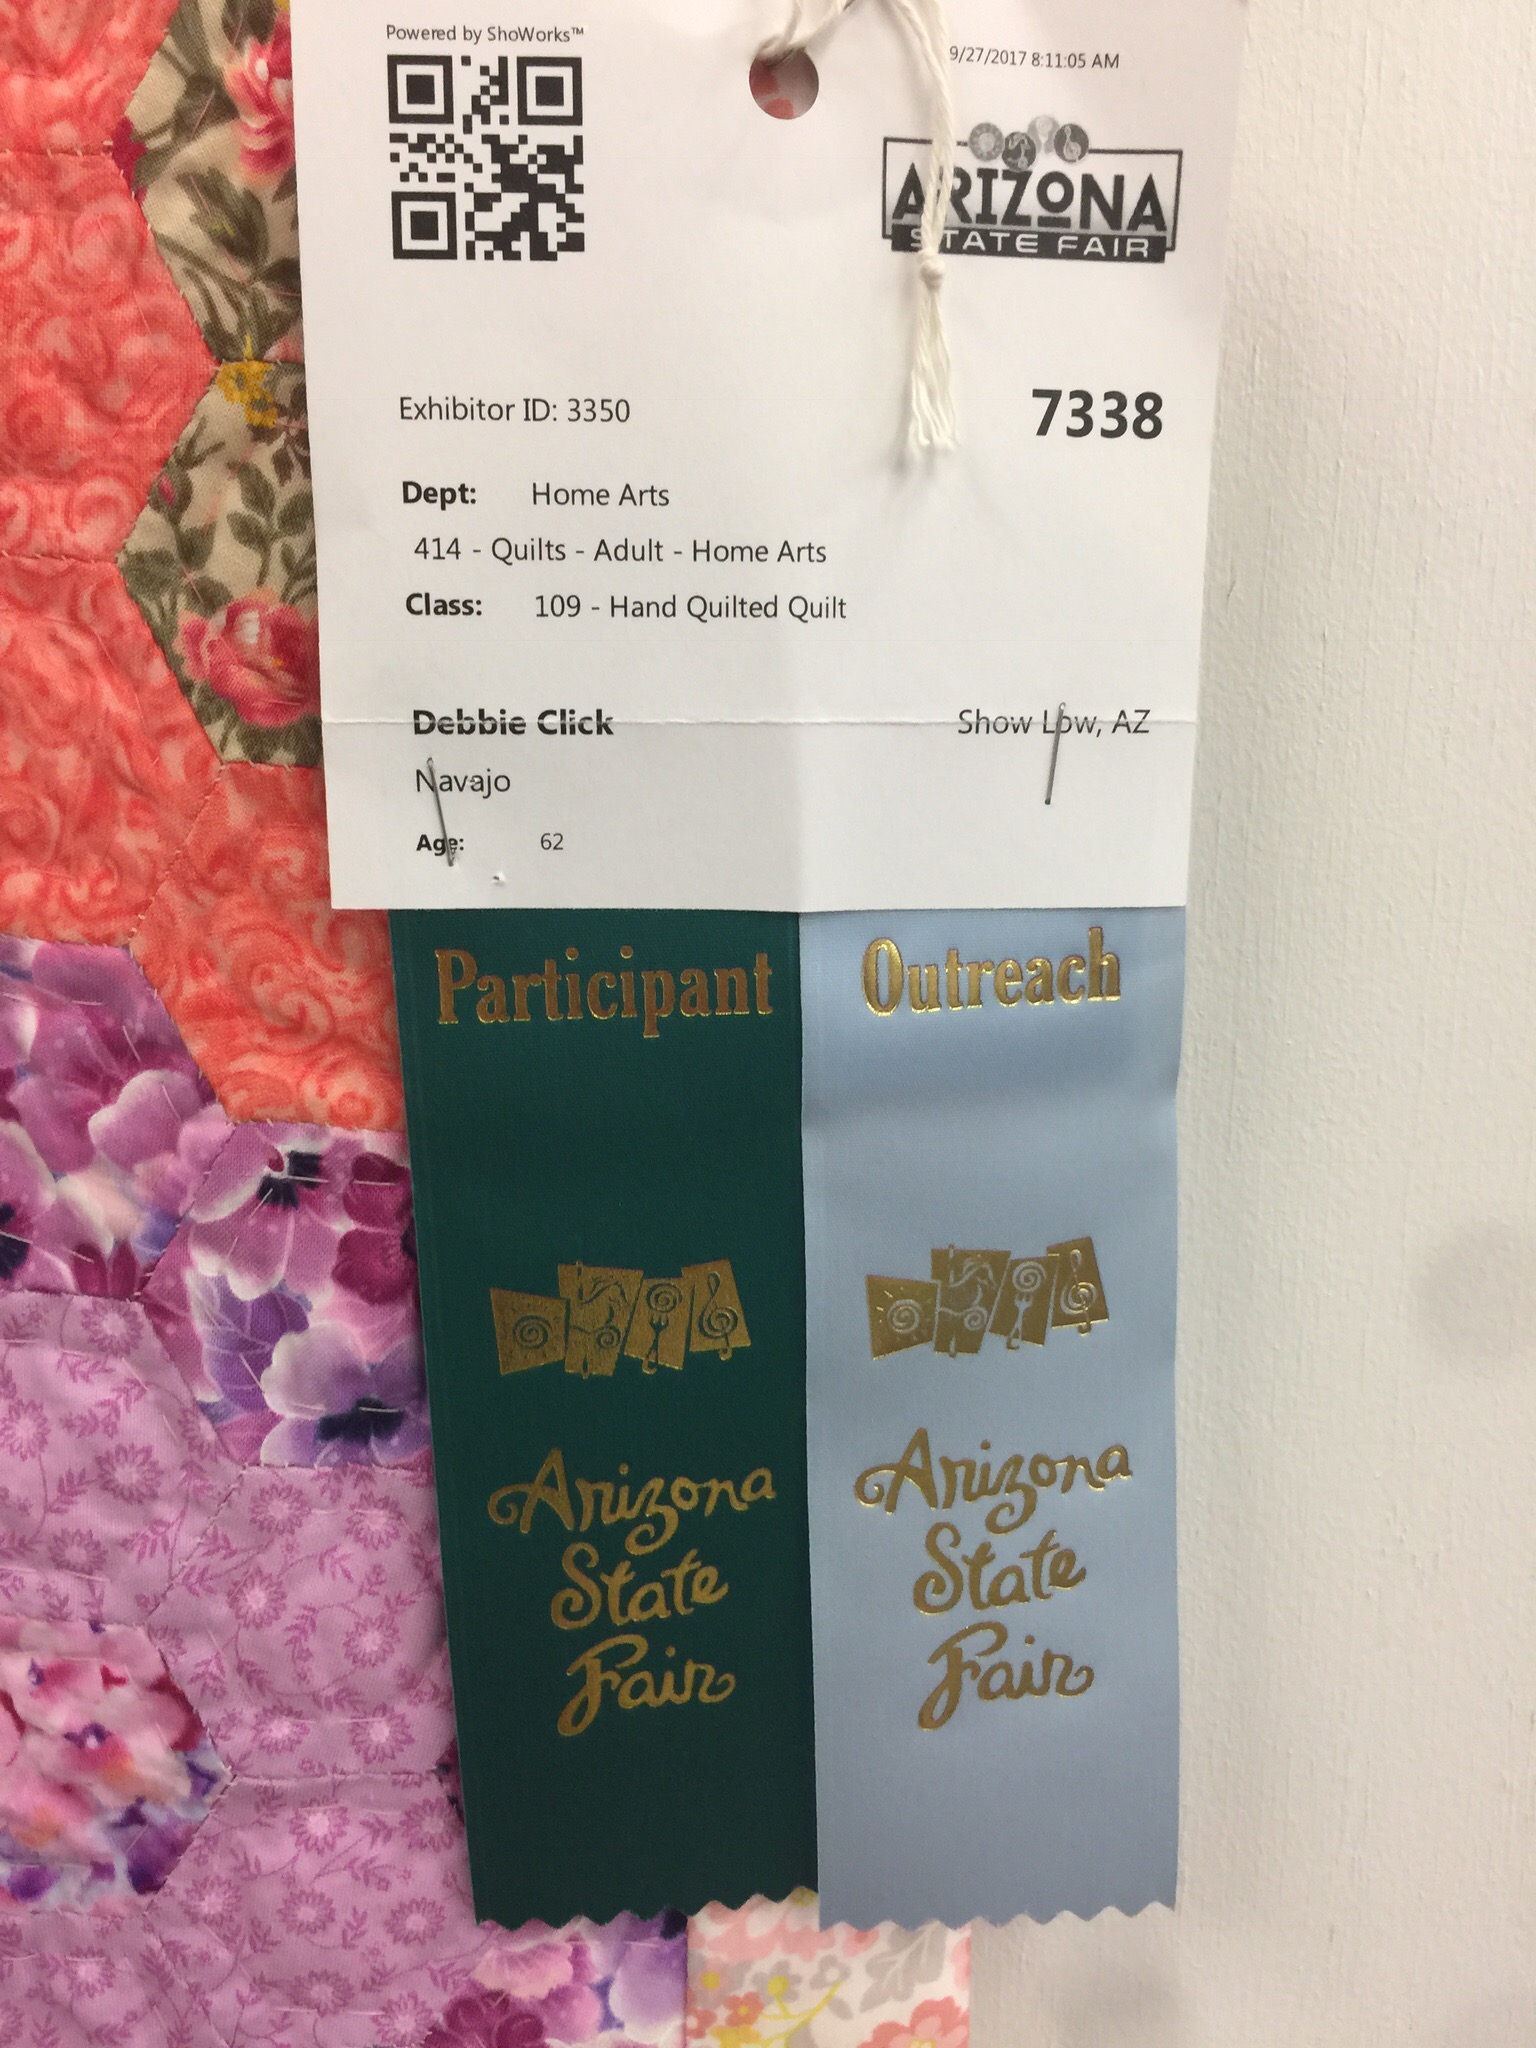 Powered by ShoWorks™
9/27/2017 8:11:05 AM
ARIZONA
STATE FAIR
Exhibitor ID: 3350
7338
Dept: Home Arts
414 - Quilts - Adult - Home Arts
Class: 109 - Hand Quilted Quilt
Debbie Click
Show Low, AZ
Navajo
Age: 62
Participant
Arizona
State
Fair
Outreach
Arizona
State
Fair